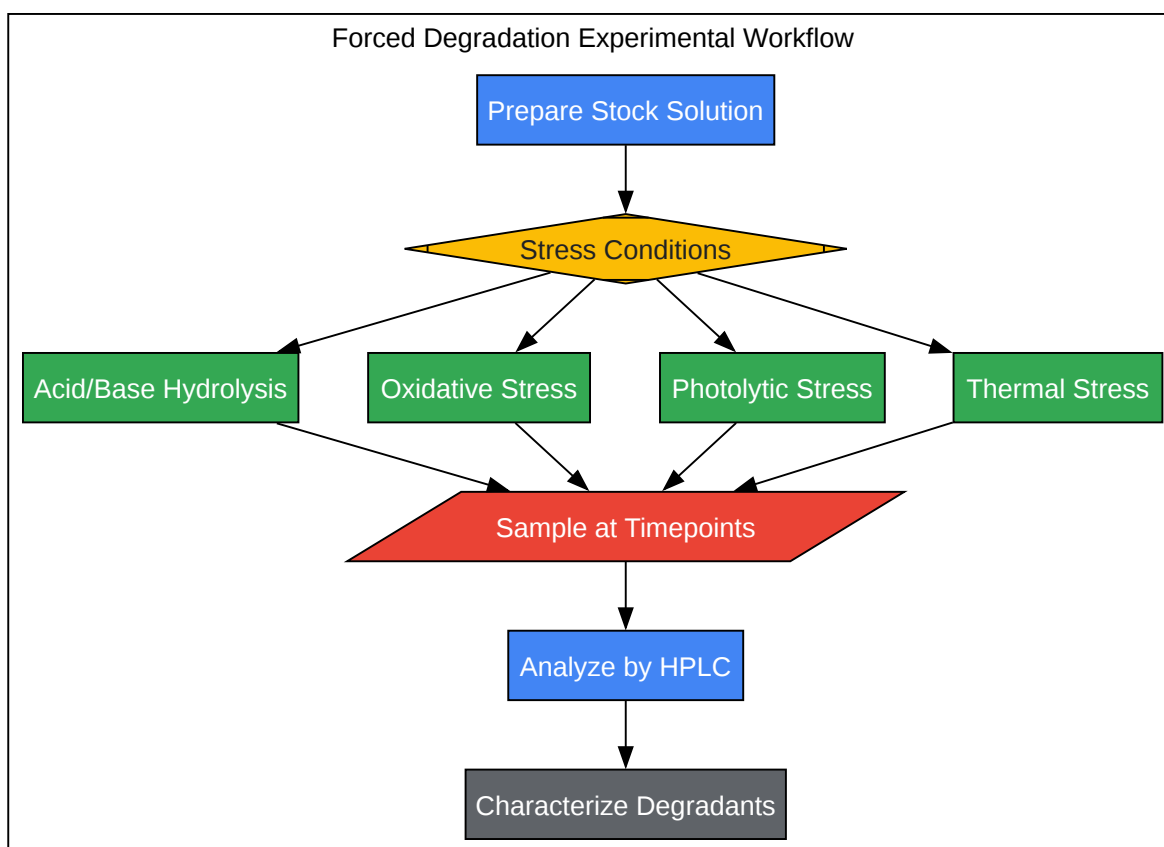 Forced Degradation Experimental Workflow
Prepare Stock Solution
Stress Conditions
Acid/Base Hydrolysis
Oxidative Stress
Photolytic Stress
Thermal Stress
Sample at Timepoints
Analyze by HPLC
Characterize Degradants